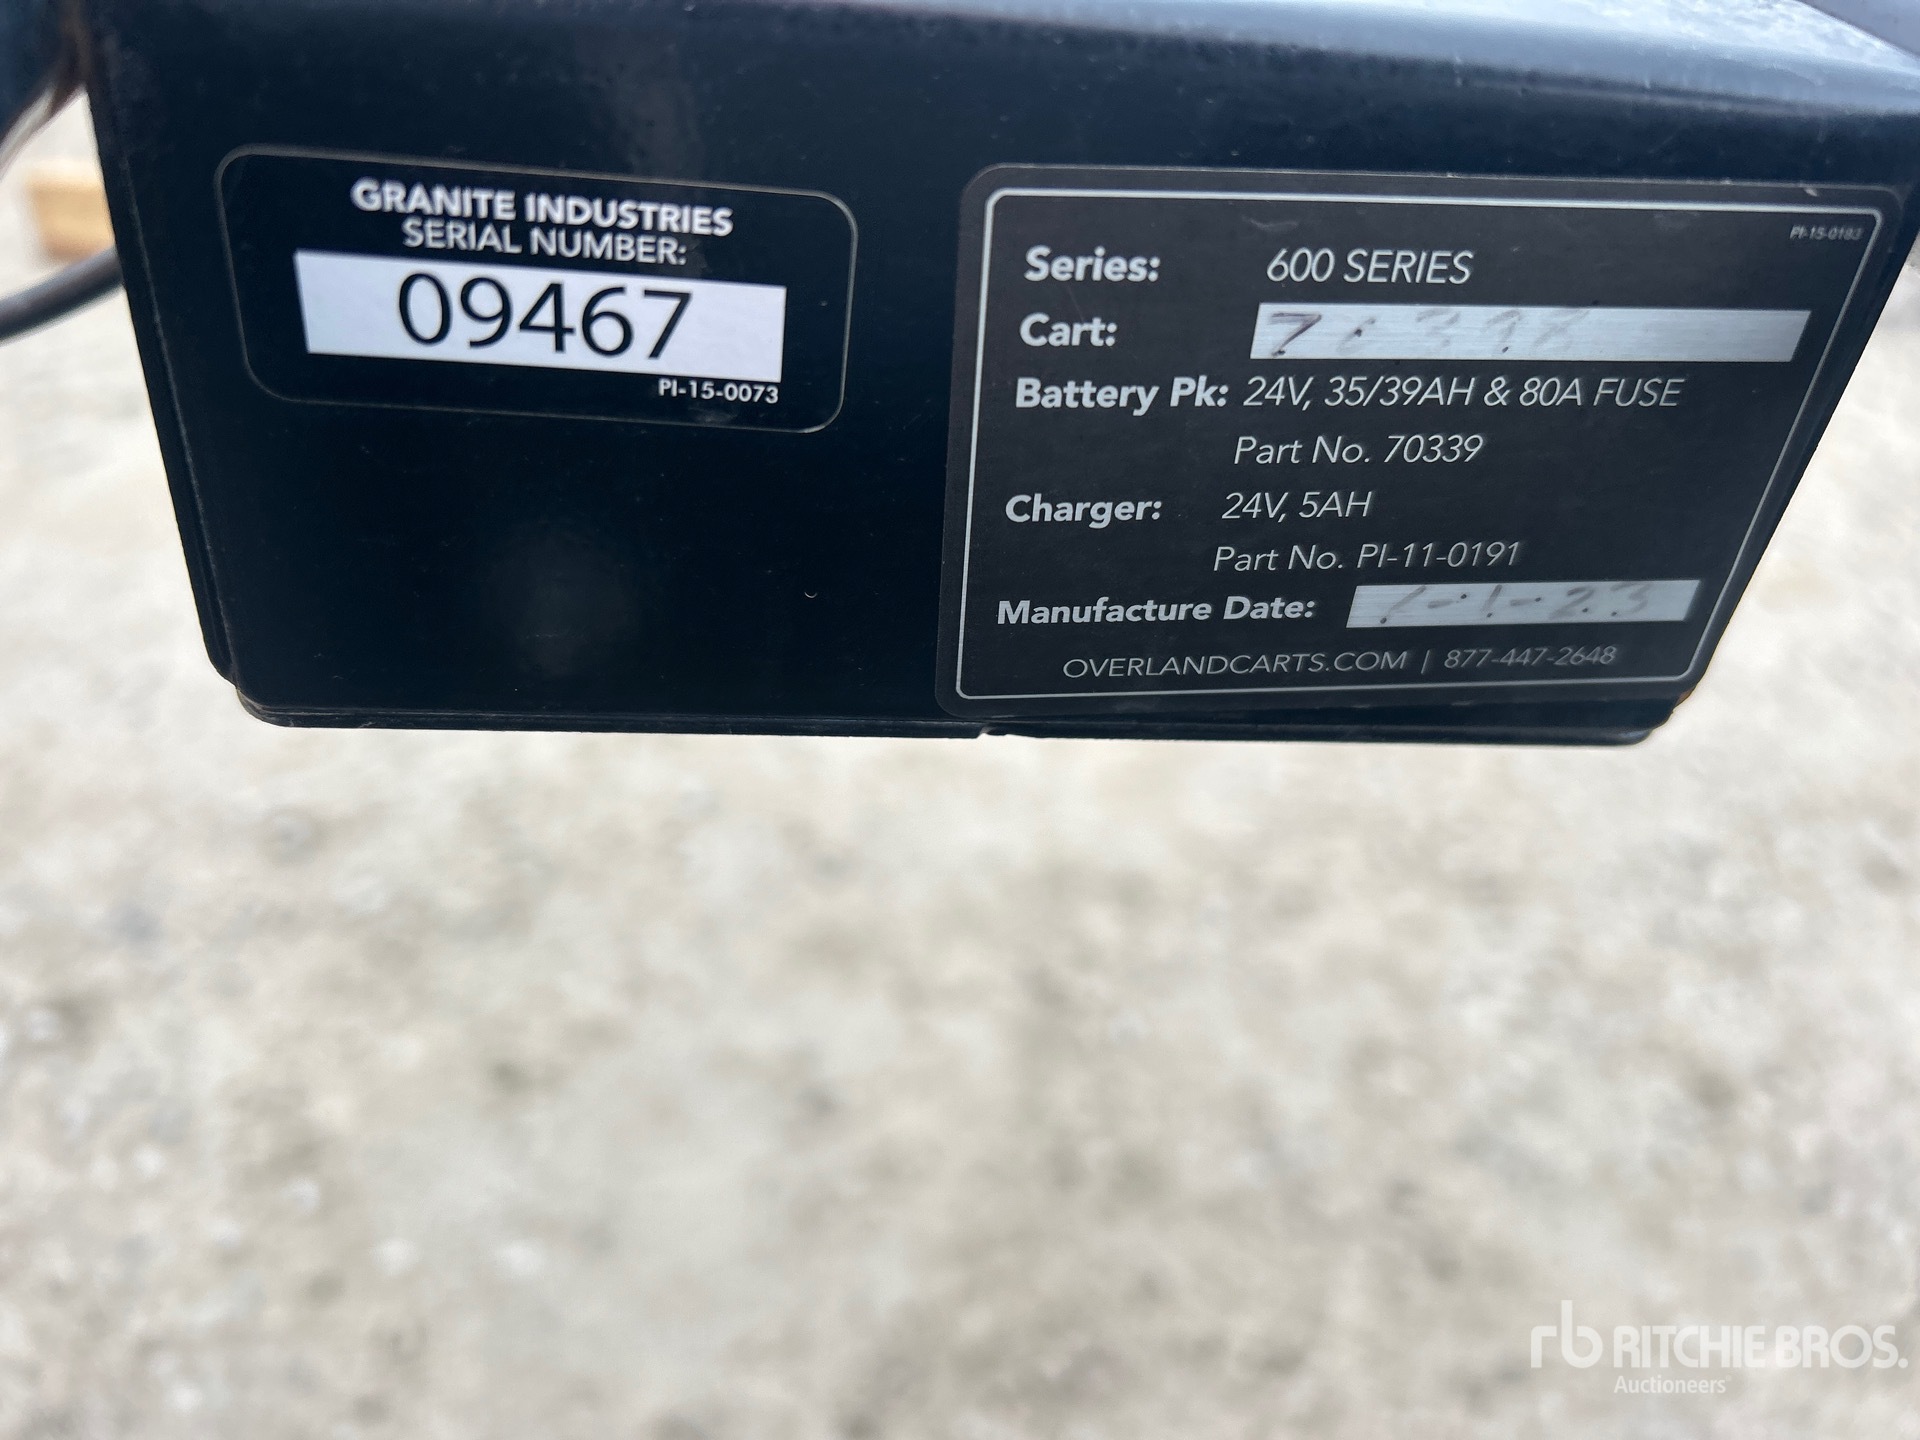 GRANITE INDUSTRIES
SERIAL NUMBER:
09467
PI-15-0073
PI-15-0183
Series: 600 SERIES
Cart:
Battery Pk: 24V, 35/39AH & 80A FUSE
Part No. 70339
Charger: 24V, 5AH
Part No. PI-11-0191
Manufacture Date:
OVERLANDCARTS.COM | 877-447-2648
rb RITCHIE BROS.
Auctioneers